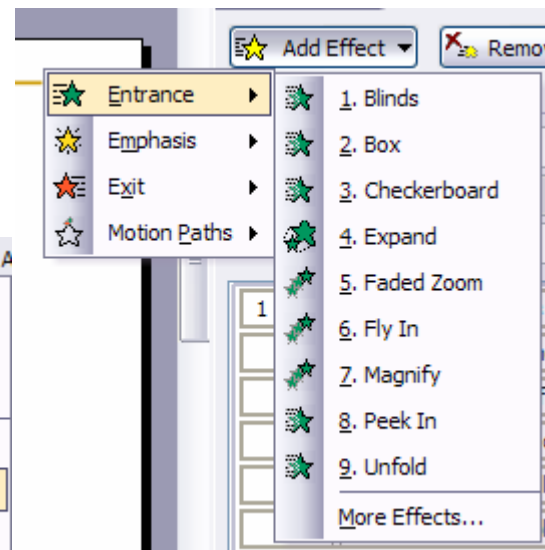 Add Effect
Entrance
Emphasis
Exit
Motion Paths
1. Blinds
2. Box
3. Checkerboard
4. Expand
5. Faded Zoom
6. Fly In
7. Magnify
8. Peek In
9. Unfold
More Effects...
1